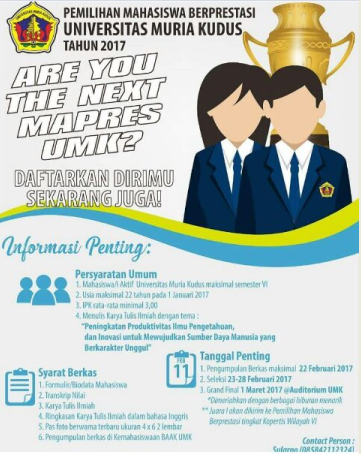 PEMILIHAN MAHASISWA BERPRESTASI
UNIVERSITAS MURIA KUDUS
TAHUN 2017
ARE YOU
THE NEXT
MAPRES
UMK?
DAFTARKAN DIRIMU
SEKARANG JUGA!
Informasi Penting:
Persyaratan Umum
1. Mahasiswa/i Aktif Universitas Muria Kudus maksimal semester VI
2. Usia maksimal 22 tahun pada 1 Januari 2017
3. IPK rata-rata minimal 3,00
4. Menulis Karya Tulis Ilmiah dengan tema :
"Peningkatan Produktivitas Ilmu Pengetahuan,
dan Inovasi untuk Mewujudkan Sumber Daya Manusia yang
Berkarakter Unggul"
Syarat Berkas
1. Formulir/Biodata Mahasiswa
2. Transkrip Nilai
3. Karya Tulis Ilmiah
4. Ringkasan Karya Tulis Ilmiah dalam bahasa Inggris
5. Pas foto berwarna terbaru ukuran 4 x 6 2 lembar
6. Pengumpulan berkas di Kemahasiswaan BAAK UMK
FEB
11
Tanggal Penting
1. Pengumpulan Berkas maksimal 22 Februari 2017
2. Seleksi 23-28 Februari 2017
3. Grand Final 1 Maret 2017 @Auditorium UMK
*Dimeriahkan dengan berbagai hiburan menarik
** Juara I akan dikirim ke Pemilihan Mahasiswa
Berprestasi tingkat Kopertis Wilayah VI
Contact Person :
Sukarno (085842112324)